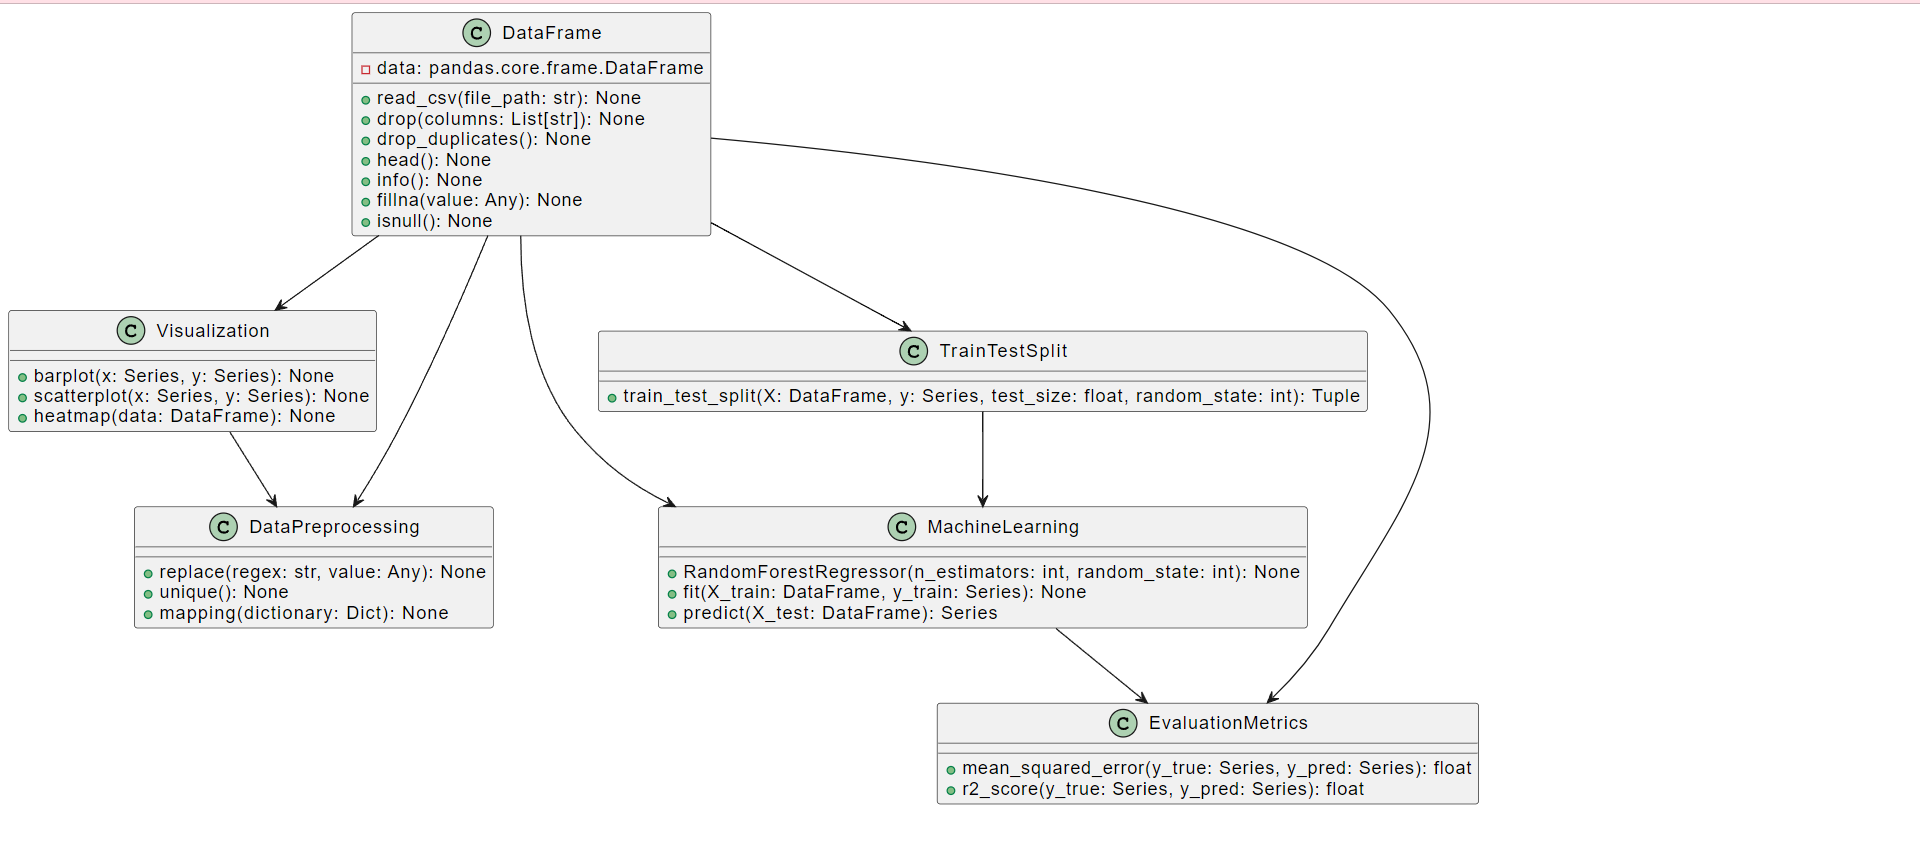 C DataFrame
data: pandas.core.frame.DataFrame
read_csv(file_path: str): None
drop(columns: List[str]): None
drop_duplicates(): None
head(): None
info(): None
fillna(value: Any): None
isnull(): None
C Visualization
barplot(x: Series, y: Series): None
scatterplot(x: Series, y: Series): None
heatmap(data: DataFrame): None
C TrainTestSplit
train_test_split(X: DataFrame, y: Series, test_size: float, random_state: int): Tuple
C DataPreprocessing
replace(regex: str, value: Any): None
unique(): None
mapping(dictionary: Dict): None
C MachineLearning
RandomForestRegressor(n_estimators: int, random_state: int): None
fit(X_train: DataFrame, y_train: Series): None
predict(X_test: DataFrame): Series
C EvaluationMetrics
mean_squared_error(y_true: Series, y_pred: Series): float
r2_score(y_true: Series, y_pred: Series): float